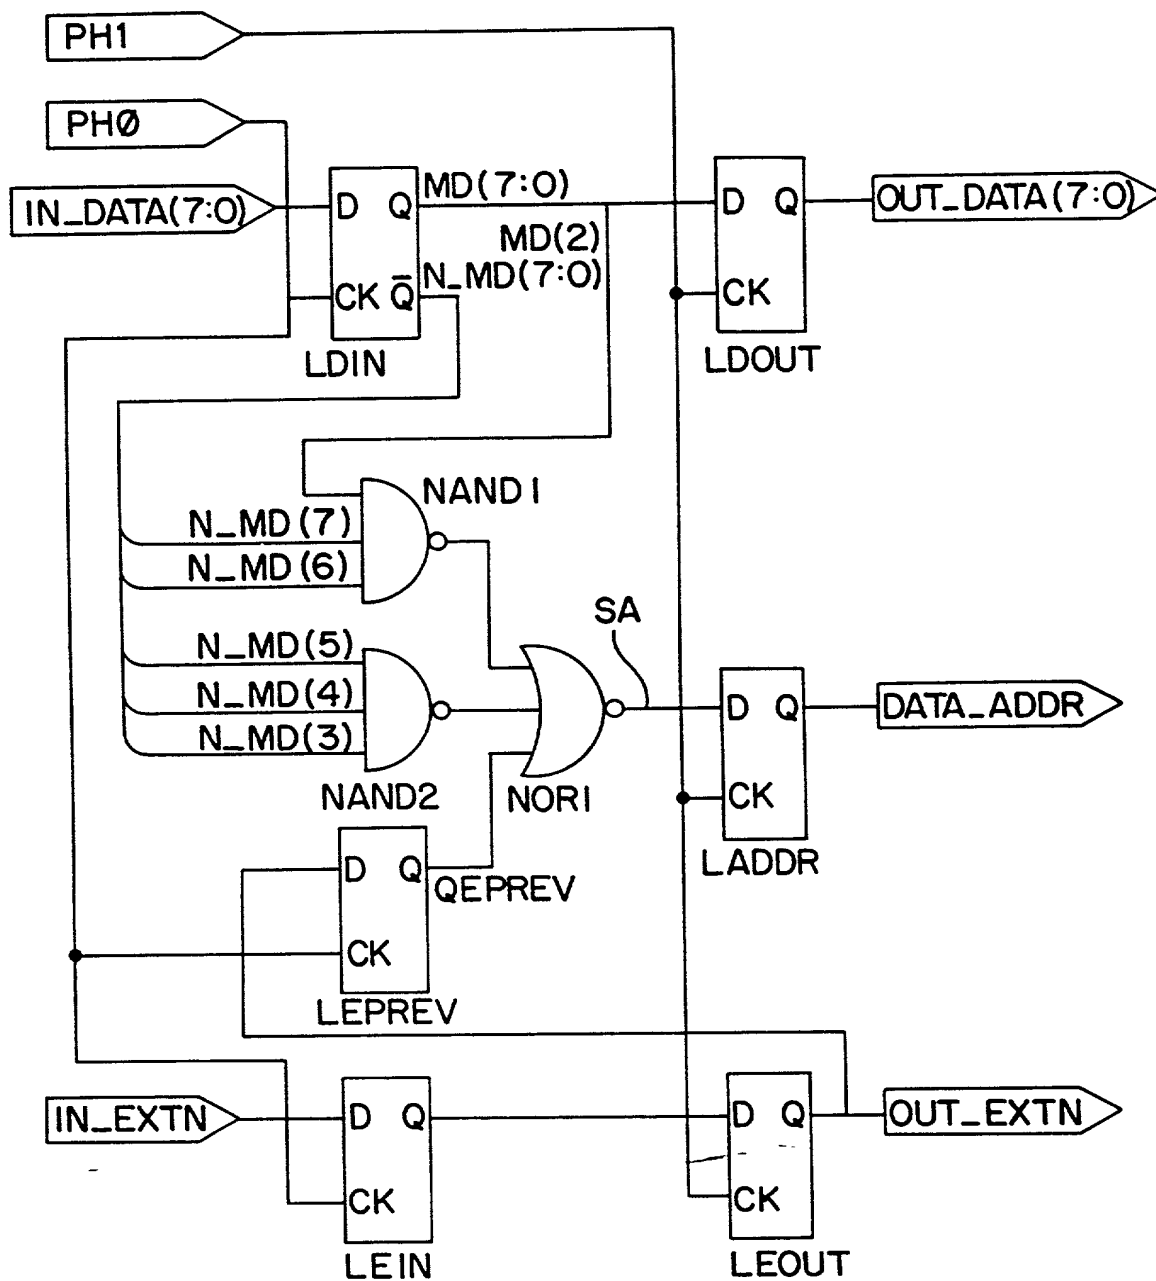 PH1
PHØ
IN_DATA(7:0)
D Q
CK Q̅
LDIN
MD(7:0)
MD(2)
N_MD(7:0)
D Q
CK
LDOUT
OUT_DATA(7:0)
NAND1
N_MD(7)
N_MD(6)
N_MD(5)
N_MD(4)
N_MD(3)
NAND2
NOR1
SA
D Q
CK
LADDR
DATA_ADDR
D Q
CK
QEPREV
LEPREV
IN_EXTN
D Q
CK
LEIN
D Q
CK
LEOUT
OUT_EXTN